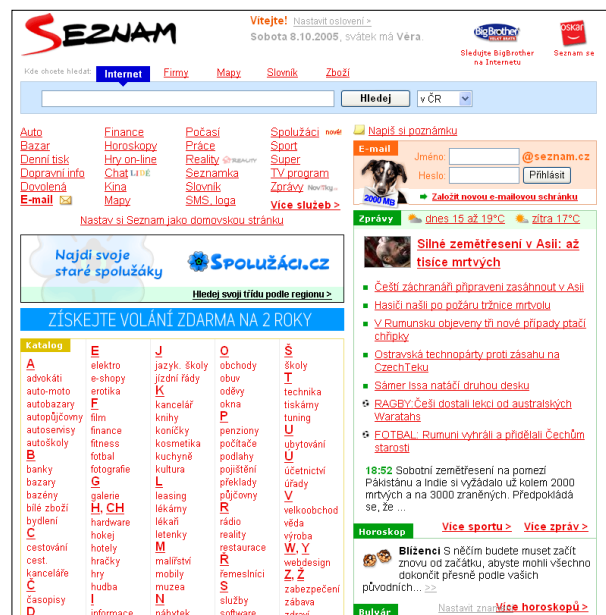 SEZNAM
Vítejte! Nastavit oslovení >
Sobota 8.10.2005, svátek má Věra.
BigBrother
Sledujte BigBrother
na Internetu
oskar
Seznam se
Kde chcete hledat:
Internet
Firmy
Mapy
Slovník
Zboží
Hledej
v ČR
Auto
Bazar
Denní tisk
Dopravní info
Dovolená
E-mail
Finance
Horoskopy
Hry on-line
Chat LIDÉ
Kina
Mapy
Počasí
Práce
Reality SREALITY
Seznamka
Slovník
SMS, loga
Spolužáci nové!
Sport
Super
TV program
Zprávy Novinky...
Více služeb >
Nastav si Seznam jako domovskou stránku
Najdi svoje
staré spolužáky
SPOLUŽÁCI.CZ
Hledej svoji třídu podle regionu >
ZÍSKEJTE VOLÁNÍ ZDARMA NA 2 ROKY
Katalog
A
advokáti
auto-moto
autobazary
autopůjčovny
autoservisy
autoškoly
B
banky
bazary
bazény
bílé zboží
bydlení
C
cestování
cest.
kanceláře
Č
časopisy
D
E
elektro
e-shopy
erotika
F
film
finance
fitness
fotbal
fotografie
G
galerie
H, CH
hardware
hokej
hotely
hračky
hry
hudba
I
informace
J
jazyk. školy
jízdní řády
K
kancelář
knihy
koníčky
kosmetika
kuchyně
kultura
L
leasing
lékárny
lékaři
letenky
M
malířství
mobily
muzea
N
nábytek
O
obchody
obuv
oděvy
okna
P
penziony
počítače
podlahy
pojištění
překlady
půjčovny
R
rádio
reality
restaurace
Ř
řemeslníci
S
služby
software
Š
školy
T
technika
tiskárny
tuning
U
ubytování
Ú
účetnictví
úřady
V
velkoobchod
věda
výroba
W, Y
webdesign
Z, Ž
zabezpečení
zábava
zdraví
Napiš si poznámku
E-mail
2000 MB
Jméno:
@seznam.cz
Heslo:
Přihlásit
Založit novou e-mailovou schránku
Zprávy
dnes 15 až 19°C
zítra 17°C
Silné zemětřesení v Asii: až
tisíce mrtvých
Čeští záchranáři připraveni zasáhnout v Asii
Hasiči našli po požáru tržnice mrtvolu
V Rumunsku objeveny tři nové případy ptačí
chřipky
Ostravská technopárty proti zásahu na
CzechTeku
Sámer Issa natáčí druhou desku
RAGBY:Češi dostali lekci od australských
Waratahs
FOTBAL: Rumuni vyhráli a přidělali Čechům
starosti
18:52 Sobotní zemětřesení na pomezí
Pákistánu a Indie si vyžádalo už kolem 2000
mrtvých a na 3000 zraněných. Předpokládá
se, že ...
Více sportu >
Více zpráv >
Horoskop
Blíženci S něčím budete muset začít
znovu od začátku, abyste mohli všechno
dokončit přesně podle vašich
původních... >>
Nastavit
Více horoskopů >
Bulvár